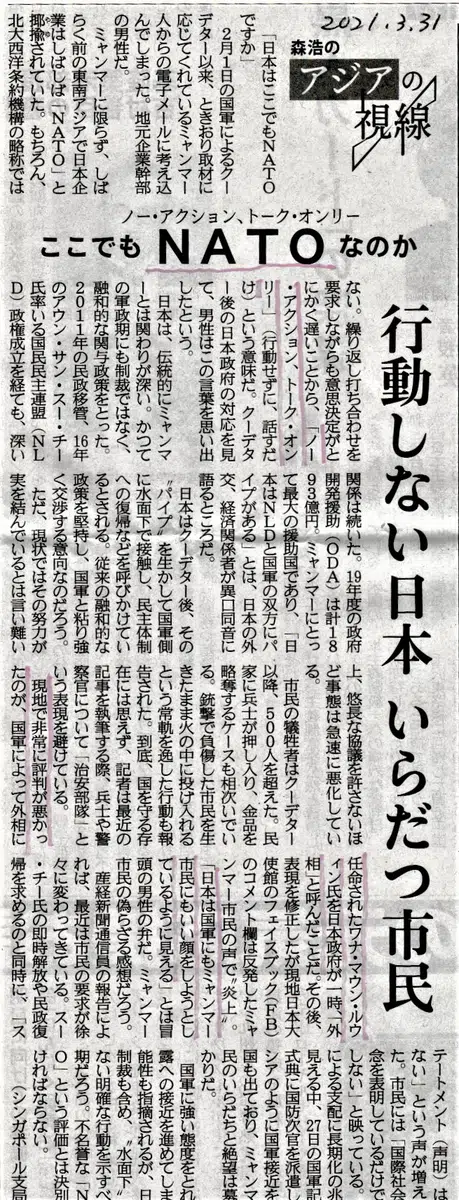 2021.3.31
森浩の
アジアの
視線
「日本はここでもNATO
ですか」
2月1日の国軍によるクー
デター以来、ときおり取材に
応じてくれているミャンマー
人からの電子メールに考え込
んでしまった。地元企業幹部
の男性だ。
ミャンマーに限らず、しば
らく前の東南アジアで日本企
業はしばしば「NATO」と
揶揄されていた。もちろん、
北大西洋条約機構の略称では
ノー・アクション、トーク・オンリー
ここでもNATOなのか
行動しない日本 いらだつ市民
ない。繰り返し打ち合わせを
要求しながらも意思決定がと
にかく遅いことから、「ノー
・アクション、トーク・オン
リー」（行動せずに、話すだ
け）という意味だ。クーデタ
ー後の日本政府の対応を見
て、男性はこの言葉を思い出
したという。
日本は、伝統的にミャンマ
ーとは関わりが深い。かつて
の軍政期にも制裁ではなく、
融和的な関与政策をとった。
2011年の民政移管、16年
のアウン・サン・スー・チー
氏率いる国民民主連盟（NL
D）政権成立を経ても、深い
関係は続いた。19年度の政府
開発援助（ODA）は計18
93億円。ミャンマーにとっ
て最大の援助国であり、「日
本はNLDと国軍の双方にパ
イプがある」とは、日本の外
交、経済関係者が異口同音に
語るところだ。
日本はクーデター後、その
“パイプ”を生かして国軍側
に水面下で接触し、民主体制
への復帰などを呼びかけてい
るとされる。従来の融和的な
政策を堅持し、国軍と粘り強
く交渉する意向なのだろう。
ただ、現状ではその努力が
実を結んでいるとは言い難い
上、悠長な協議を許さないほ
ど事態は急速に悪化してい
る。
市民の犠牲者はクーデター
以降、500人を超えた。民
家に兵士が押し入り、金品を
略奪するケースも相次いでい
る。銃撃で負傷した市民を生
きたまま火の中に投げ入れる
という常軌を逸した行動も報
告された。到底、国を守る存
在には思えず、記者は最近の
記事を執筆する際、兵士や警
察官について「治安部隊」と
いう表現を避けている。
現地で非常に評判が悪かっ
たのが、国軍によって外相に
任命されたワナ・マウン・ルウ
ィン氏を日本政府が一時、「外
相」と呼んだことだ。その後、
表現を修正したが現地日本大
使館のフェイスブック（FB）
のコメント欄は反発したミャ
ンマー市民の声で“炎上”。
「日本は国軍にもミャンマー
市民にもいい顔をしようとし
ているように見える」とは冒
頭の男性の弁だ。ミャンマー
市民の偽らざる感想だろう。
産経新聞通信員の報告によ
れば、最近は市民の要求が徐
々に変わってきている。スー
・チー氏の即時解放や民政復
帰を求めるのと同時に、「ス
テートメント（声明）は
ない」という声が増え
た。市民には「国際社会
念を表明しているだけ
しない」と映っている。
による支配に長期化の兆
見える中、27日の国軍記
式典に国防次官を派遣し
シアのように国軍接近を
国も出ており、ミャンマ
民のいらだちと絶望は募
かりだ。
国軍に強い態度をとれ
露への接近を進めてしま
能性も指摘されるが、日
制裁も含め、“水面下”
ない明確な行動を示すべ
期だろう。不名誉な「N
O」という評価とは決別
ければならない。
（シンガポール支局